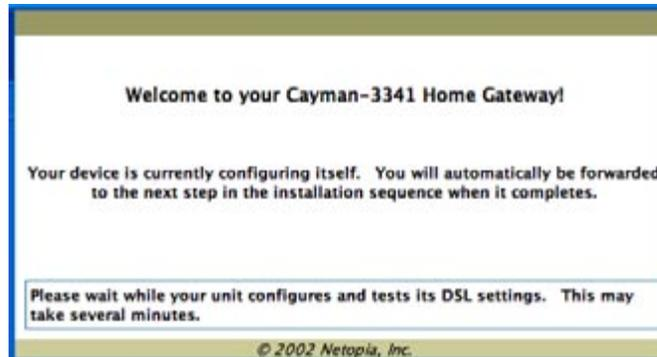 Welcome to your Cayman-3341 Home Gateway!
Your device is currently configuring itself. You will automatically be forwarded
to the next step in the installation sequence when it completes.
Please wait while your unit configures and tests its DSL settings. This may
take several minutes.
© 2002 Netopia, Inc.